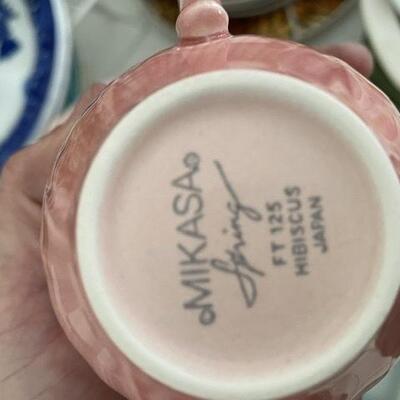 MIKASA
Spring
FT 125
HIBISCUS
JAPAN